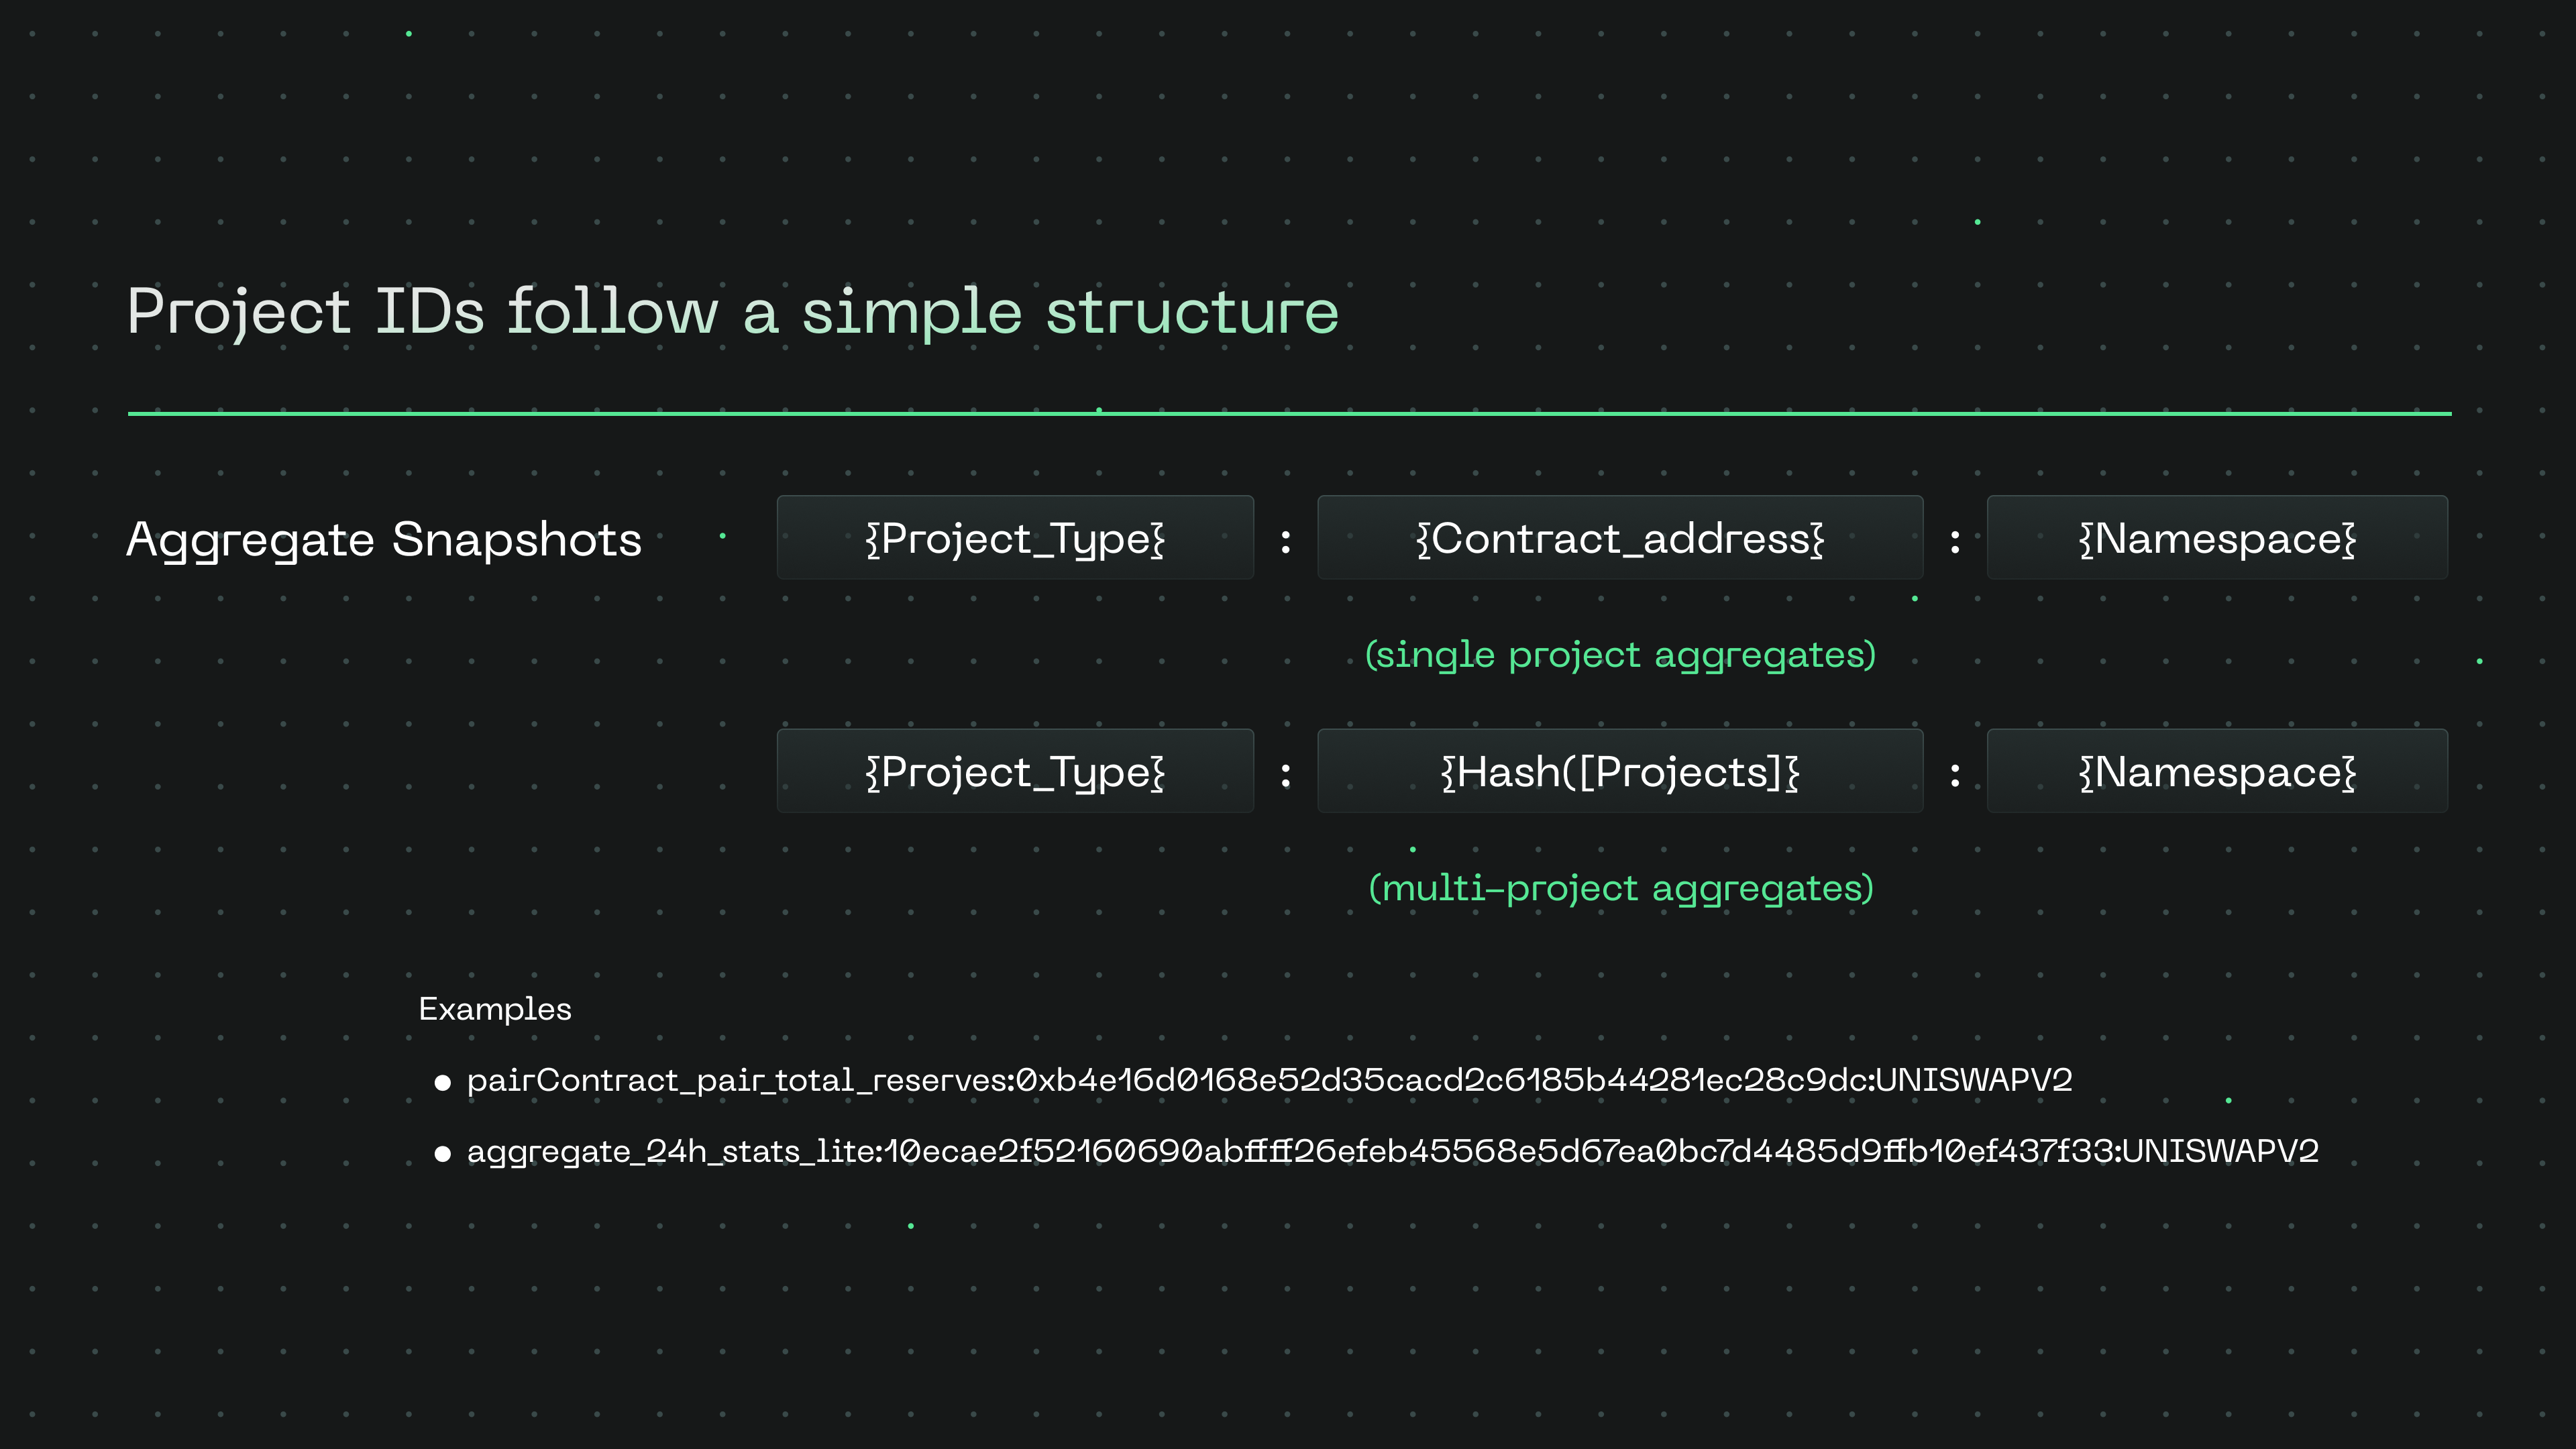 Project IDs follow a simple structure
Aggregate Snapshots {Project_Type} : {Contract_address} : {Namespace}
(single project aggregates)
{Project_Type} : {Hash([Projects]} : {Namespace}
(multi-project aggregates)
Examples
● pairContract_pair_total_reserves:0xb4e16d0168e52d35cacd2c6185b44281ec28c9dc:UNISWAPV2
● aggregate_24h_stats_lite:10ecae2f52160690abffff26efeb45568e5d67ea0bc7d4485d9ffb10ef437f33:UNISWAPV2